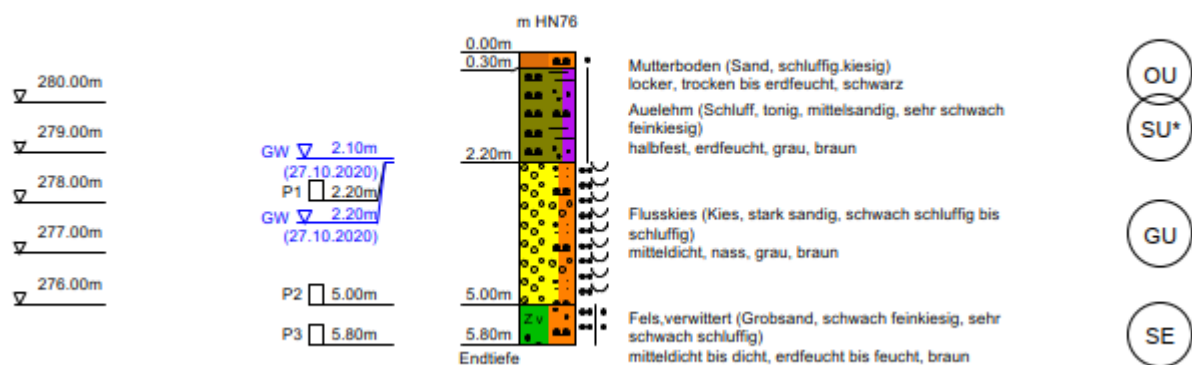 m HN76
0.00m
0.30m
Mutterboden (Sand, schluffig.kiesig)
locker, trocken bis erdfeucht, schwarz
OU
280.00m
Auelehm (Schluff, tonig, mittelsandig, sehr schwach
feinkiesig)
halbfest, erdfeucht, grau, braun
SU*
279.00m
GW 2.10m
(27.10.2020)
2.20m
278.00m
P1 2.20m
GW 2.20m
(27.10.2020)
Flusskies (Kies, stark sandig, schwach schluffig bis
schluffig)
mitteldicht, nass, grau, braun
GU
277.00m
276.00m
P2 5.00m
5.00m
Z v
Fels,verwittert (Grobsand, schwach feinkiesig, sehr
schwach schluffig)
mitteldicht bis dicht, erdfeucht bis feucht, braun
SE
P3 5.80m
5.80m
Endtiefe